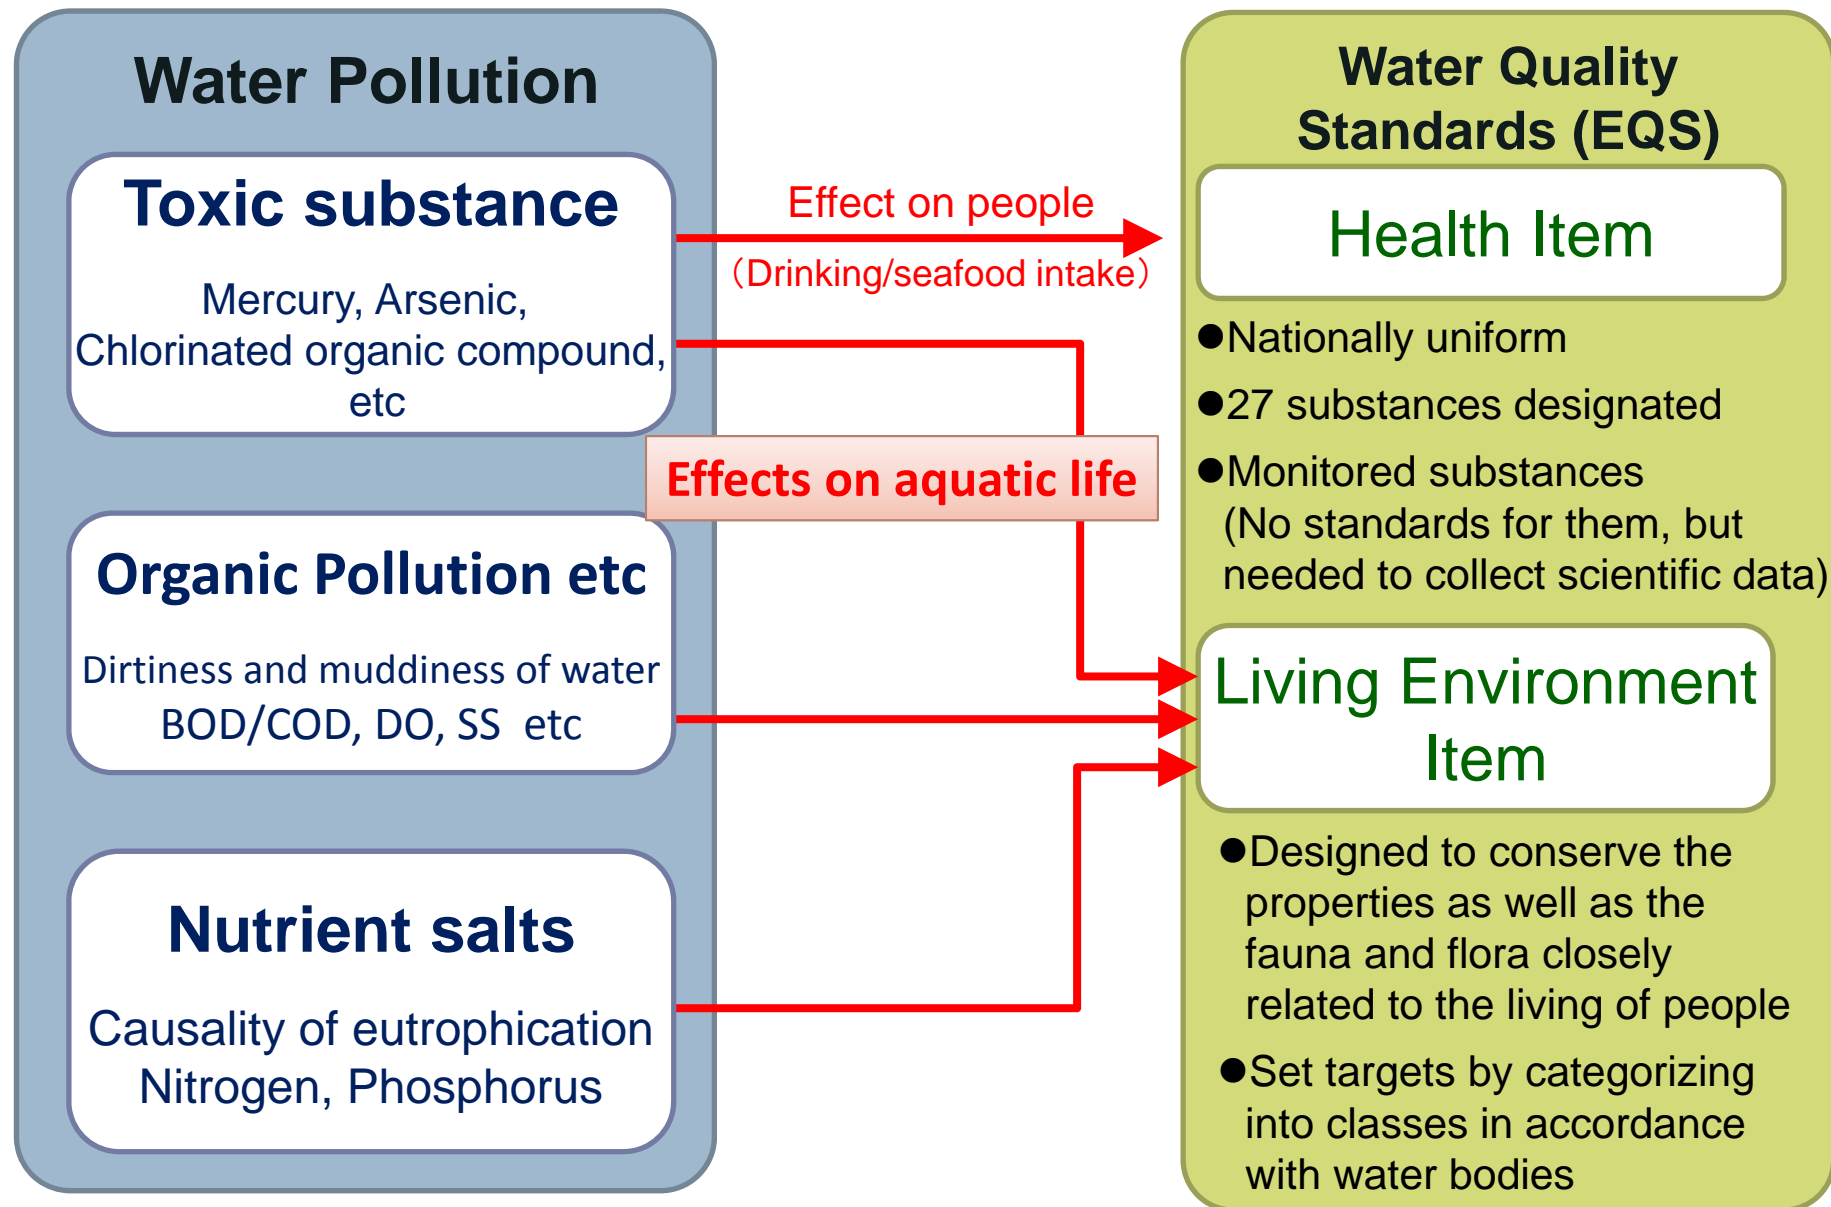 Water Pollution
Toxic substance
Mercury, Arsenic,
Chlorinated organic compound,
etc
Organic Pollution etc
Dirtiness and muddiness of water
BOD/COD, DO, SS  etc
Nutrient salts
Causality of eutrophication
Nitrogen, Phosphorus
Effect on people
（Drinking/seafood intake）
Effects on aquatic life
Water Quality
Standards (EQS)
Health Item
●Nationally uniform
●27 substances designated
●Monitored substances
(No standards for them, but
needed to collect scientific data)
Living Environment
Item
●Designed to conserve the
properties as well as the
fauna and flora closely
related to the living of people
●Set targets by categorizing
into classes in accordance
with water bodies